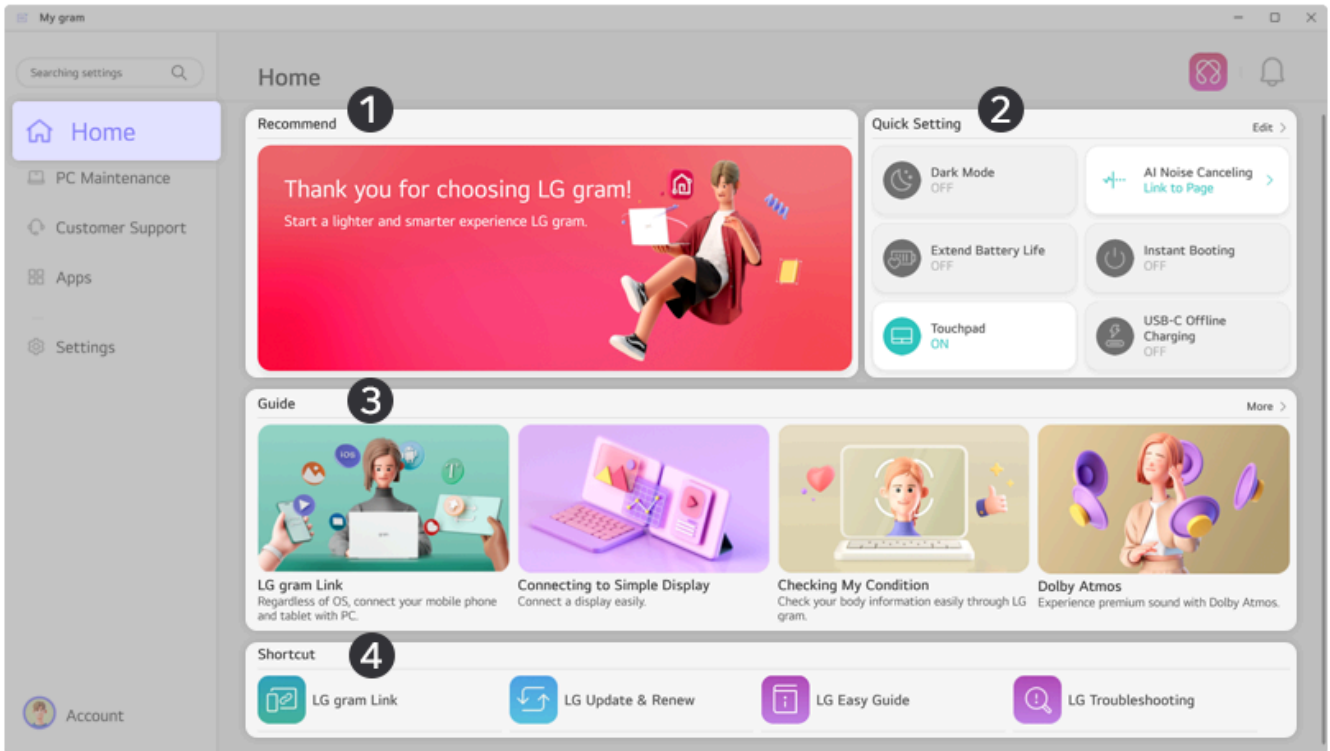 My gram
Searching settings
Home
PC Maintenance
Customer Support
Apps
Settings
Account
Home
Recommend
1
Thank you for choosing LG gram!
Start a lighter and smarter experience LG gram.
Quick Setting
2
Edit >
Dark Mode
OFF
AI Noise Canceling
Link to Page
Extend Battery Life
OFF
Instant Booting
OFF
Touchpad
ON
USB-C Offline
Charging
OFF
Guide
3
More >
iOS
gram
LG gram Link
Regardless of OS, connect your mobile phone
and tablet with PC.
Connecting to Simple Display
Connect a display easily.
Checking My Condition
Check your body information easily through LG
gram.
Dolby Atmos
Experience premium sound with Dolby Atmos.
Shortcut
4
LG gram Link
LG Update & Renew
LG Easy Guide
LG Troubleshooting